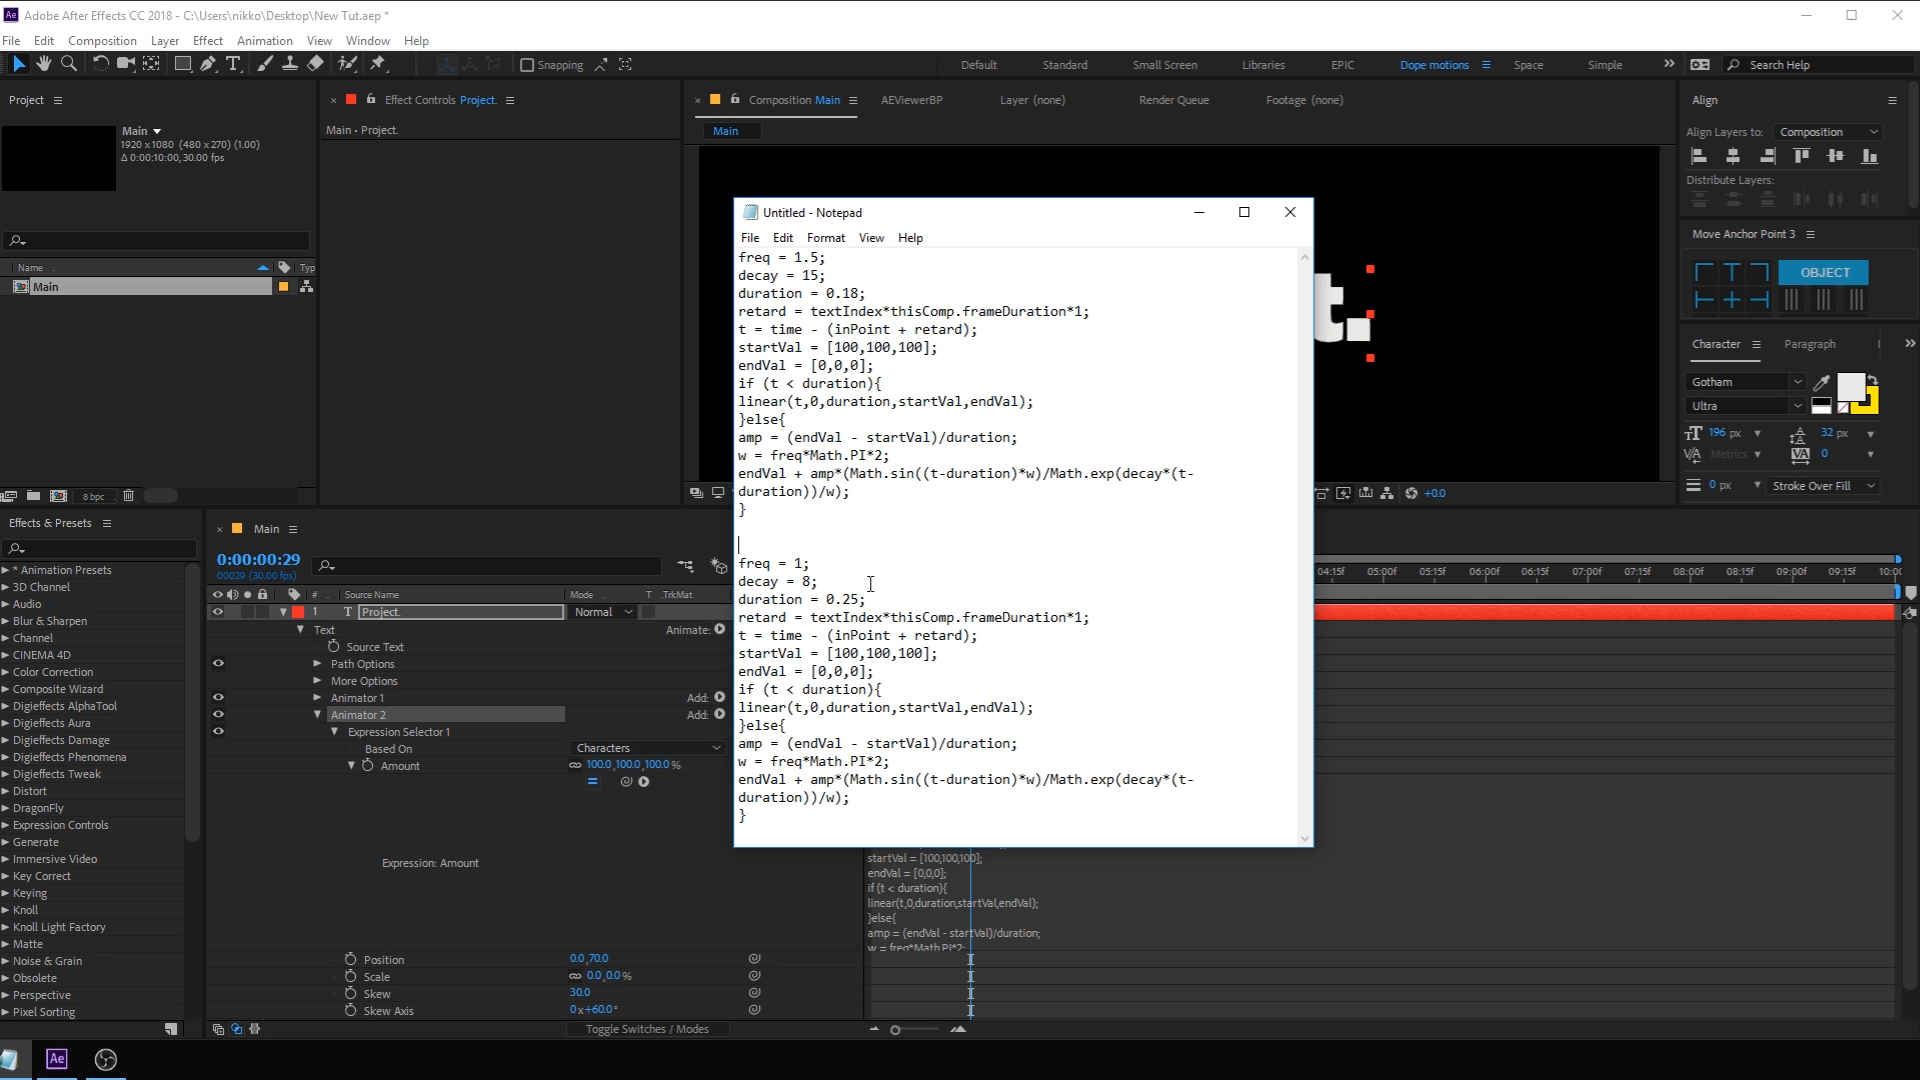 Adobe After Effects CC 2018 - C:\Users\nikko\Desktop\New Tut.aep *
File Edit Composition Layer Effect Animation View Window Help
Snapping
Default Standard Small Screen Libraries EPIC Dope motions Space Simple
Search Help
Project
Main
1920 x1080 (480 x270) (1.00)
Δ 0:00:10:00, 30.00 fps
Name
Typ
Main
8 bpc
Effect Controls Project.
Main • Project.
Composition Main
AEViewerBP
Layer (none)
Render Queue
Footage (none)
Main
t.
+0.0
Align
Align Layers to: Composition
Distribute Layers:
Move Anchor Point 3
OBJECT
Character
Paragraph
Gotham
Ultra
196 px
32 px
Metrics
0
0 px
Stroke Over Fill
Untitled - Notepad
File Edit Format View Help
freq = 1.5;
decay = 15;
duration = 0.18;
retard = textIndex*thisComp.frameDuration*1;
t = time - (inPoint + retard);
startVal = [100,100,100];
endVal = [0,0,0];
if (t < duration){
linear(t,0,duration,startVal,endVal);
}else{
amp = (endVal - startVal)/duration;
w = freq*Math.PI*2;
endVal + amp*(Math.sin((t-duration)*w)/Math.exp(decay*(t-
duration))/w);
}
freq = 1;
decay = 8;
duration = 0.25;
retard = textIndex*thisComp.frameDuration*1;
t = time - (inPoint + retard);
startVal = [100,100,100];
endVal = [0,0,0];
if (t < duration){
linear(t,0,duration,startVal,endVal);
}else{
amp = (endVal - startVal)/duration;
w = freq*Math.PI*2;
endVal + amp*(Math.sin((t-duration)*w)/Math.exp(decay*(t-
duration))/w);
}
Effects & Presets
* Animation Presets
3D Channel
Audio
Blur & Sharpen
Channel
CINEMA 4D
Color Correction
Composite Wizard
Digieffects AlphaTool
Digieffects Aura
Digieffects Damage
Digieffects Phenomena
Digieffects Tweak
Distort
DragonFly
Expression Controls
Generate
Immersive Video
Key Correct
Keying
Knoll
Knoll Light Factory
Matte
Noise & Grain
Obsolete
Perspective
Pixel Sorting
Main
0:00:00:29
00029 (30.00 fps)
# Source Name Mode T .TrkMat
1 T Project. Normal
Text Animate:
Source Text
Path Options
More Options
Animator 1 Add:
Animator 2 Add:
Expression Selector 1
Based On Characters
Amount 100.0,100.0,100.0%
Expression: Amount
Position 0.0,70.0
Scale 0.0,0.0%
Skew 30.0
Skew Axis 0x+60.0°
Toggle Switches / Modes
04:15f 05:00f 05:15f 06:00f 06:15f 07:00f 07:15f 08:00f 08:15f 09:00f 09:15f 10:00
startVal = [100,100,100];
endVal = [0,0,0];
if (t < duration){
linear(t,0,duration,startVal,endVal);
}else{
amp = (endVal - startVal)/duration;
w = freq*Math.PI*2;
Ae